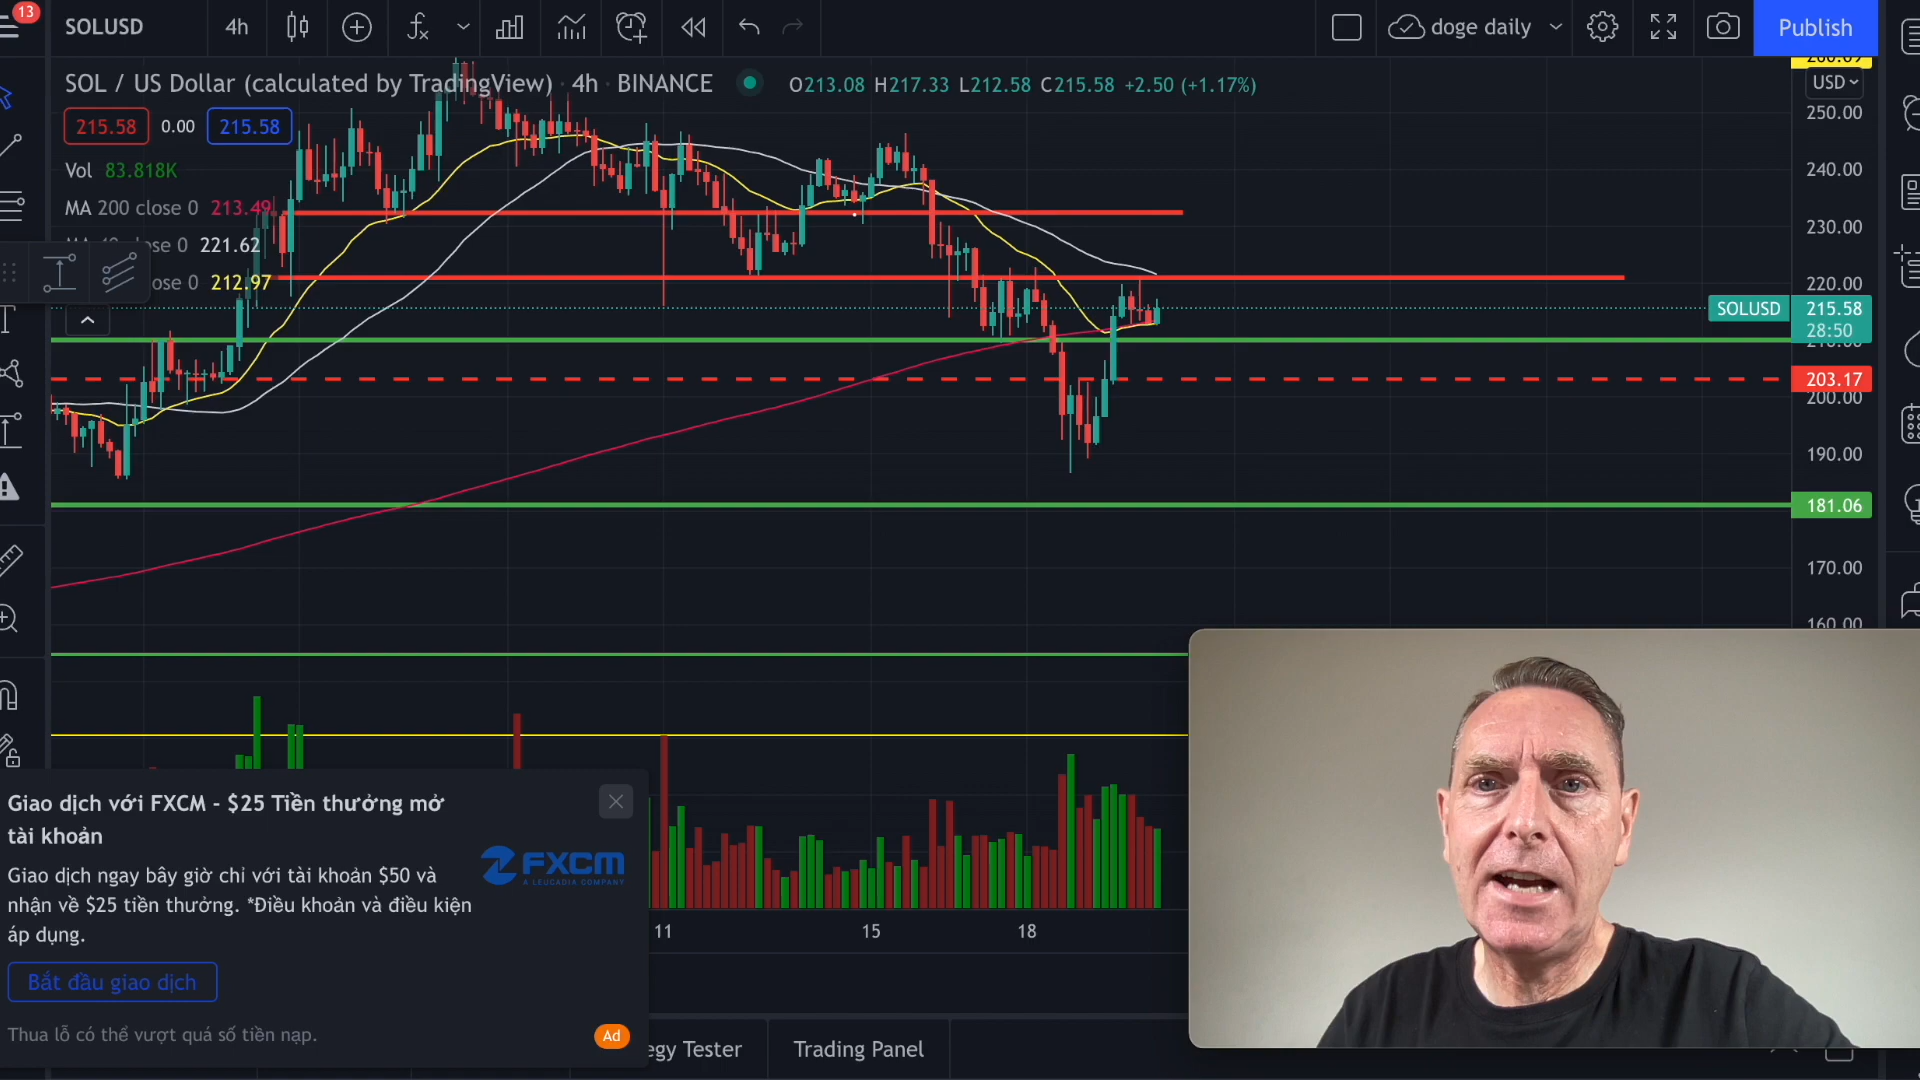 13
SOLUSD
4h
doge daily
Publish
SOL / US Dollar (calculated by TradingView) · 4h · BINANCE
O213.08 H217.33 L212.58 C215.58 +2.50 (+1.17%)
USD
215.58 0.00 215.58
Vol 83.818K
MA 200 close 0 213.49
close 0 221.62
close 0 212.97
250.00
240.00
230.00
220.00
SOLUSD 215.58
28:50
203.17
200.00
190.00
181.06
170.00
160.00
Giao dịch với FXCM - $25 Tiền thưởng mở
tài khoản
Giao dịch ngay bây giờ chỉ với tài khoản $50 và
nhận về $25 tiền thưởng. *Điều khoản và điều kiện
áp dụng.
FXCM
A LEUCADIA COMPANY
Bắt đầu giao dịch
Thua lỗ có thể vượt quá số tiền nạp.
Ad
11 15 18
egy Tester
Trading Panel